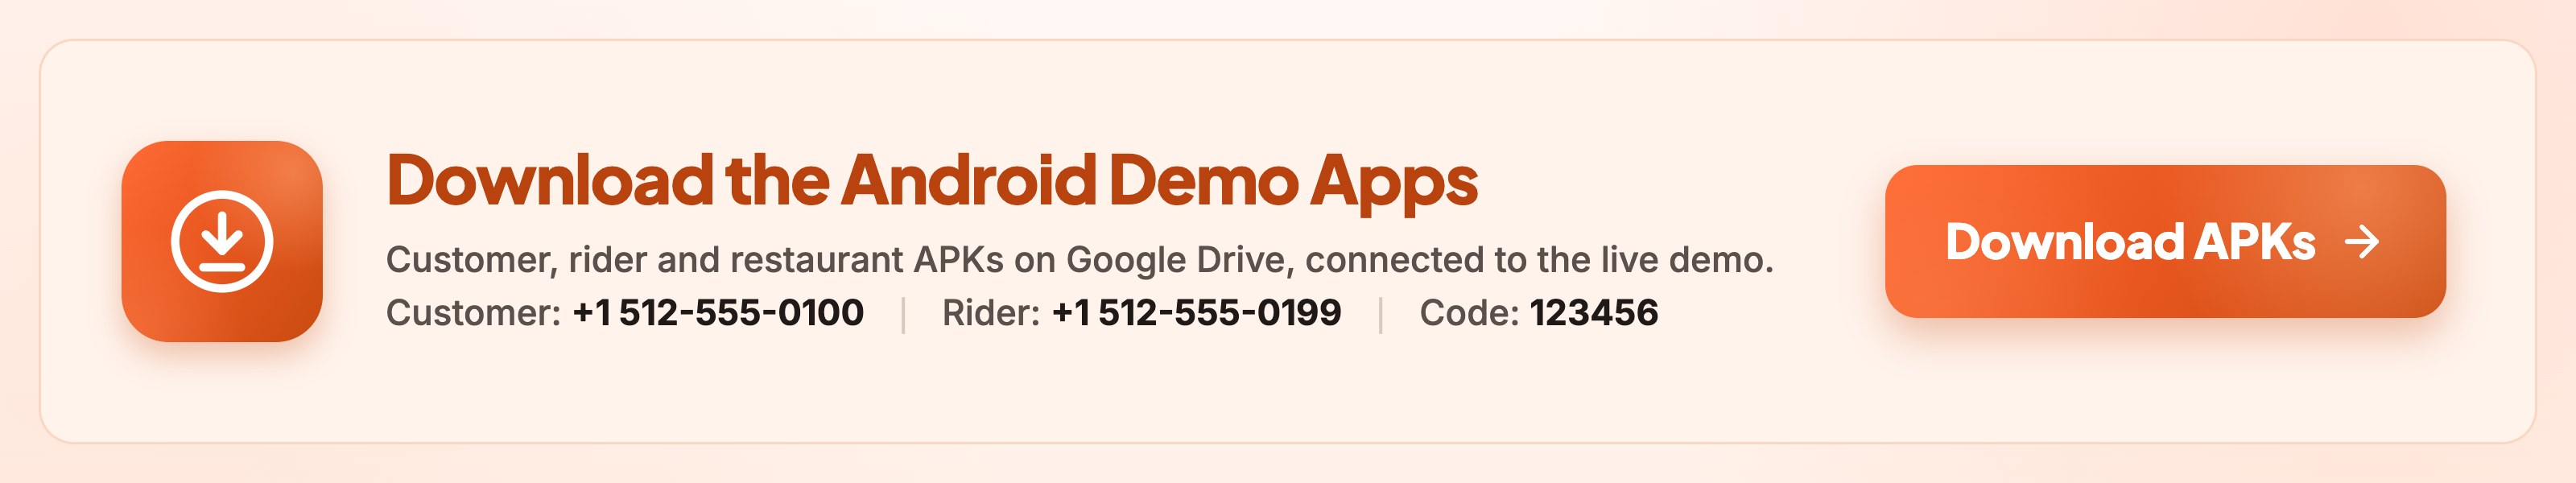 Download the Android Demo Apps
Customer, rider and restaurant APKs on Google Drive, connected to the live demo.
Customer: +1 512-555-0100 | Rider: +1 512-555-0199 | Code: 123456
Download APKs →